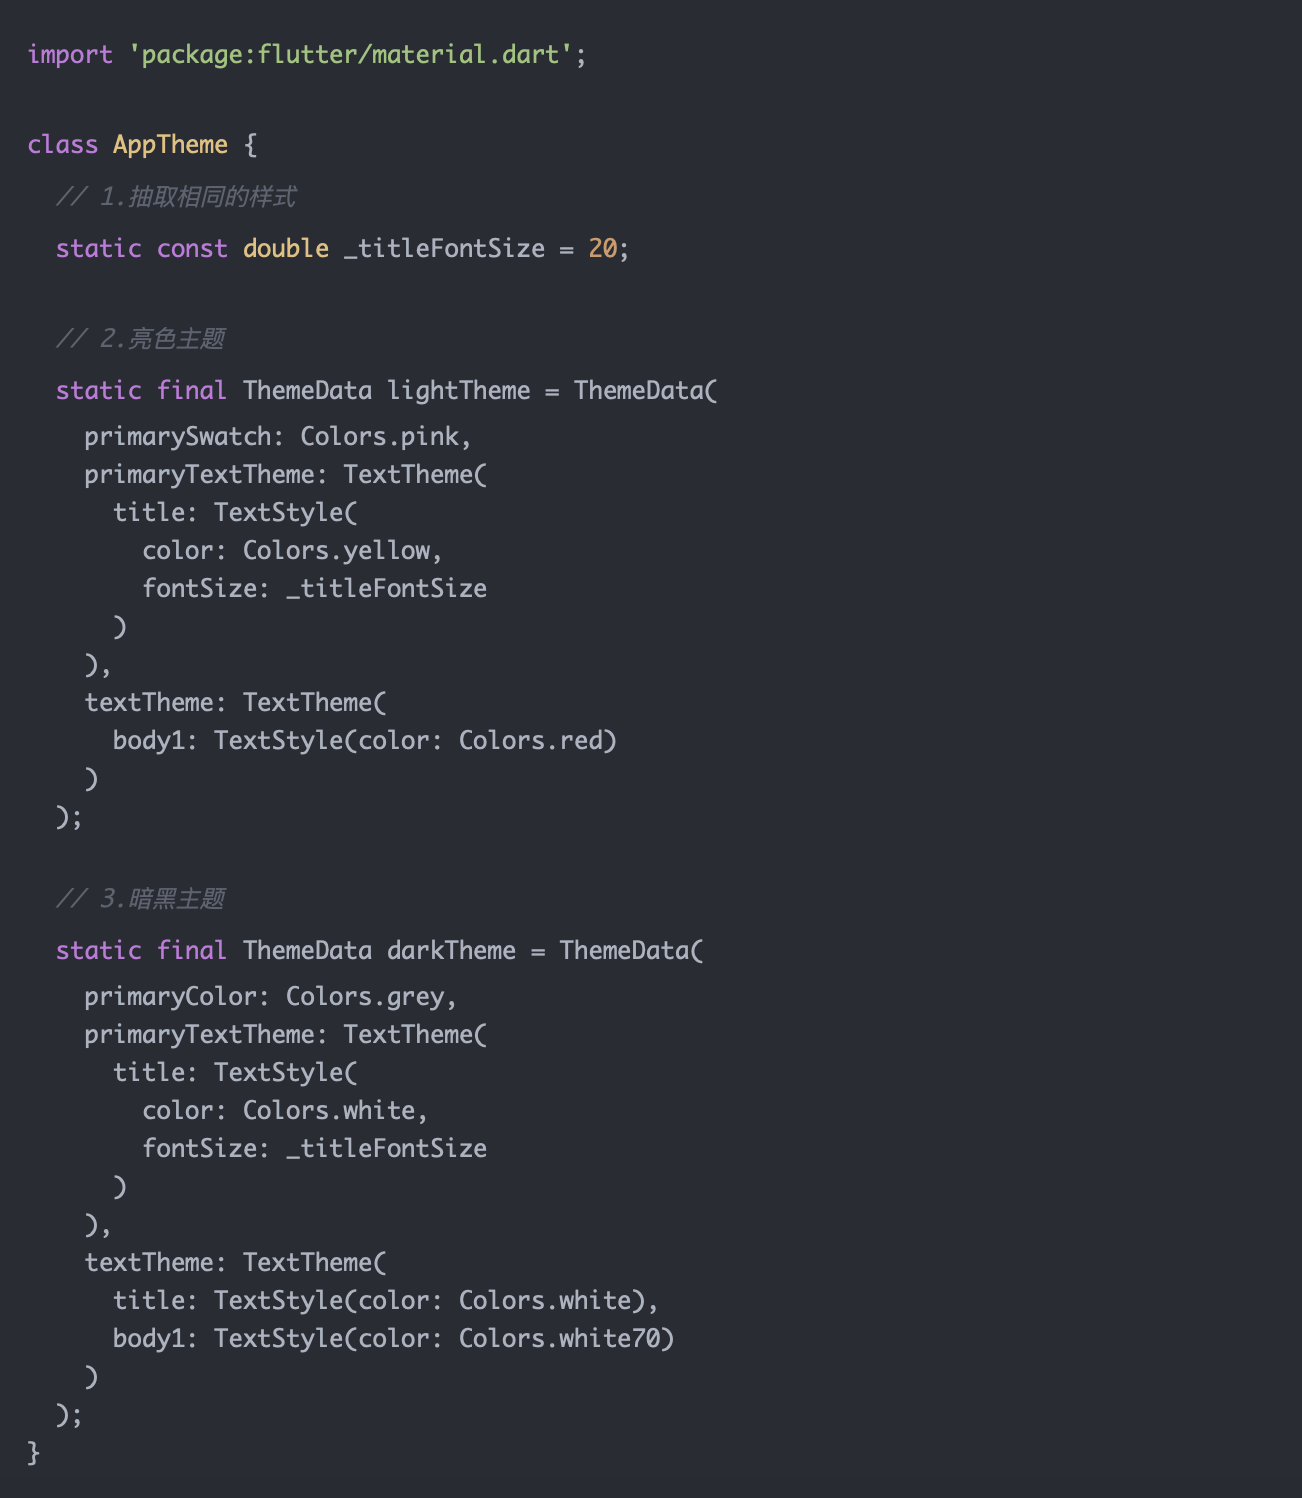 import 'package:flutter/material.dart';
class AppTheme {
// 1.抽取相同的样式
static const double _titleFontSize = 20;
// 2.亮色主题
static final ThemeData lightTheme = ThemeData(
primarySwatch: Colors.pink,
primaryTextTheme: TextTheme(
title: TextStyle(
color: Colors.yellow,
fontSize: _titleFontSize
)
),
textTheme: TextTheme(
body1: TextStyle(color: Colors.red)
)
);
// 3.暗黑主题
static final ThemeData darkTheme = ThemeData(
primaryColor: Colors.grey,
primaryTextTheme: TextTheme(
title: TextStyle(
color: Colors.white,
fontSize: _titleFontSize
)
),
textTheme: TextTheme(
title: TextStyle(color: Colors.white),
body1: TextStyle(color: Colors.white70)
)
);
}